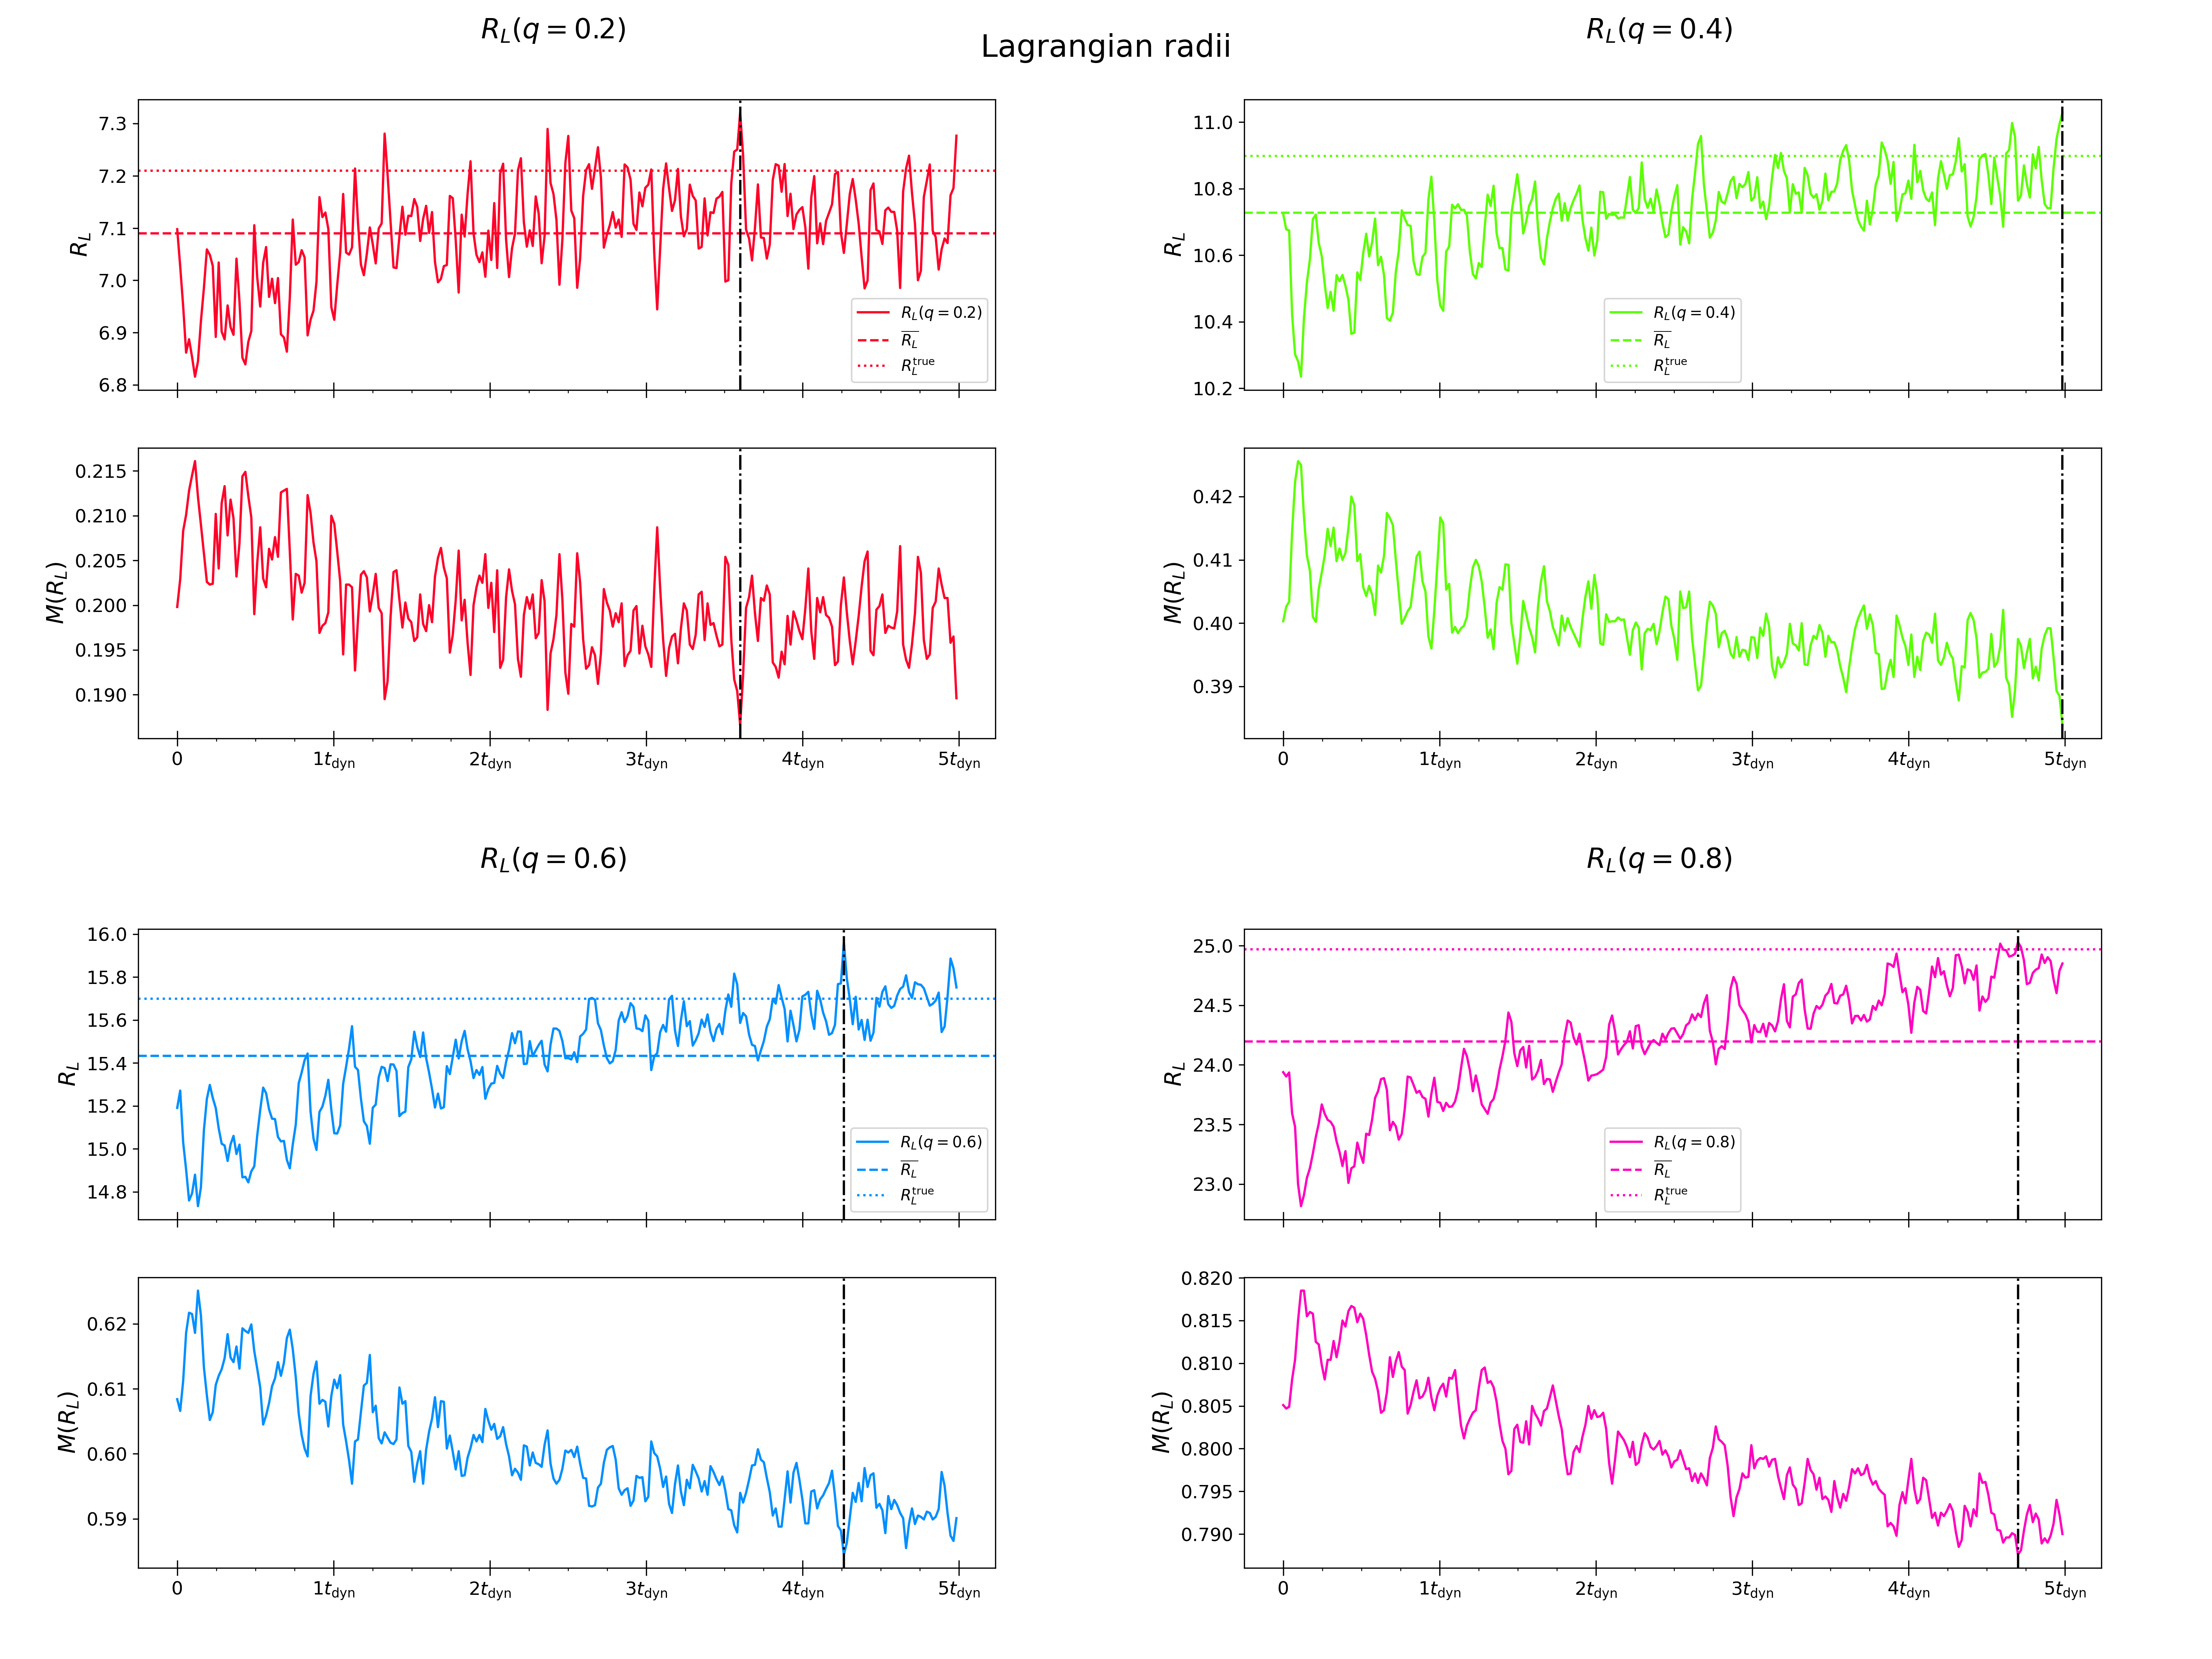 Lagrangian radii
R_L(q = 0.2)
R_L
7.3
7.2
7.1
7.0
6.9
6.8
R_L(q = 0.2)
\overline{R_L}
R_L^true
M(R_L)
0.215
0.210
0.205
0.200
0.195
0.190
0 1t_dyn 2t_dyn 3t_dyn 4t_dyn 5t_dyn
R_L(q = 0.4)
R_L
11.0
10.8
10.6
10.4
10.2
R_L(q = 0.4)
\overline{R_L}
R_L^true
M(R_L)
0.42
0.41
0.40
0.39
0 1t_dyn 2t_dyn 3t_dyn 4t_dyn 5t_dyn
R_L(q = 0.6)
R_L
16.0
15.8
15.6
15.4
15.2
15.0
14.8
R_L(q = 0.6)
\overline{R_L}
R_L^true
M(R_L)
0.62
0.61
0.60
0.59
0 1t_dyn 2t_dyn 3t_dyn 4t_dyn 5t_dyn
R_L(q = 0.8)
R_L
25.0
24.5
24.0
23.5
23.0
R_L(q = 0.8)
\overline{R_L}
R_L^true
M(R_L)
0.820
0.815
0.810
0.805
0.800
0.795
0.790
0 1t_dyn 2t_dyn 3t_dyn 4t_dyn 5t_dyn